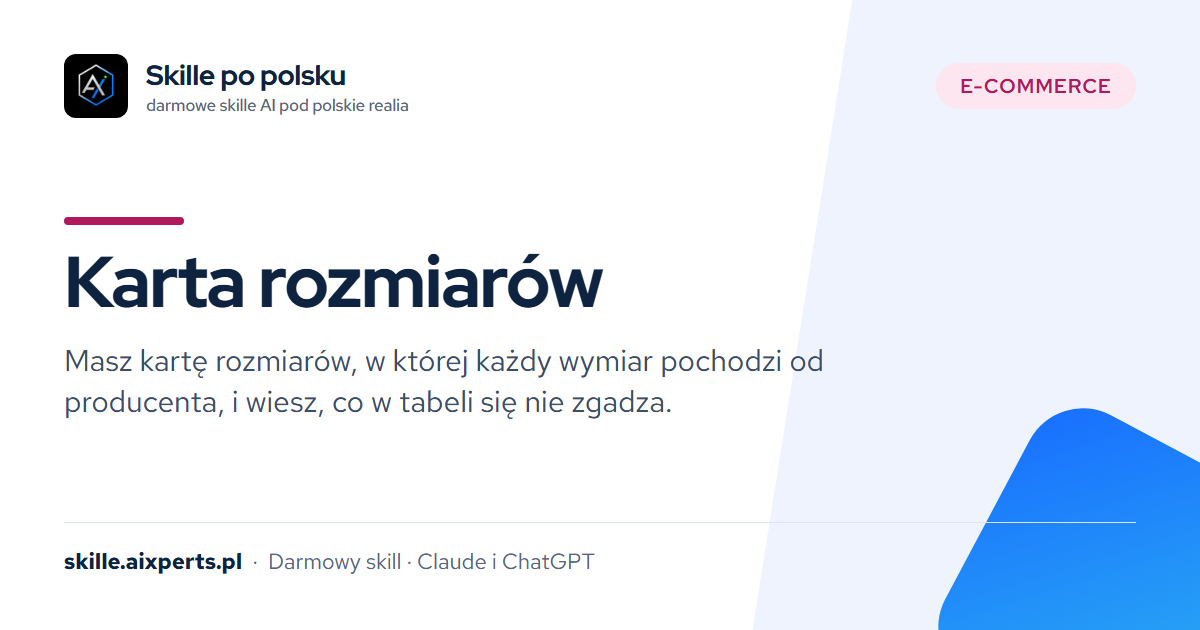 Skille po polsku
darmowe skille AI pod polskie realia
E-COMMERCE
Karta rozmiarów
Masz kartę rozmiarów, w której każdy wymiar pochodzi od
producenta, i wiesz, co w tabeli się nie zgadza.
skille.aixperts.pl · Darmowy skill · Claude i ChatGPT